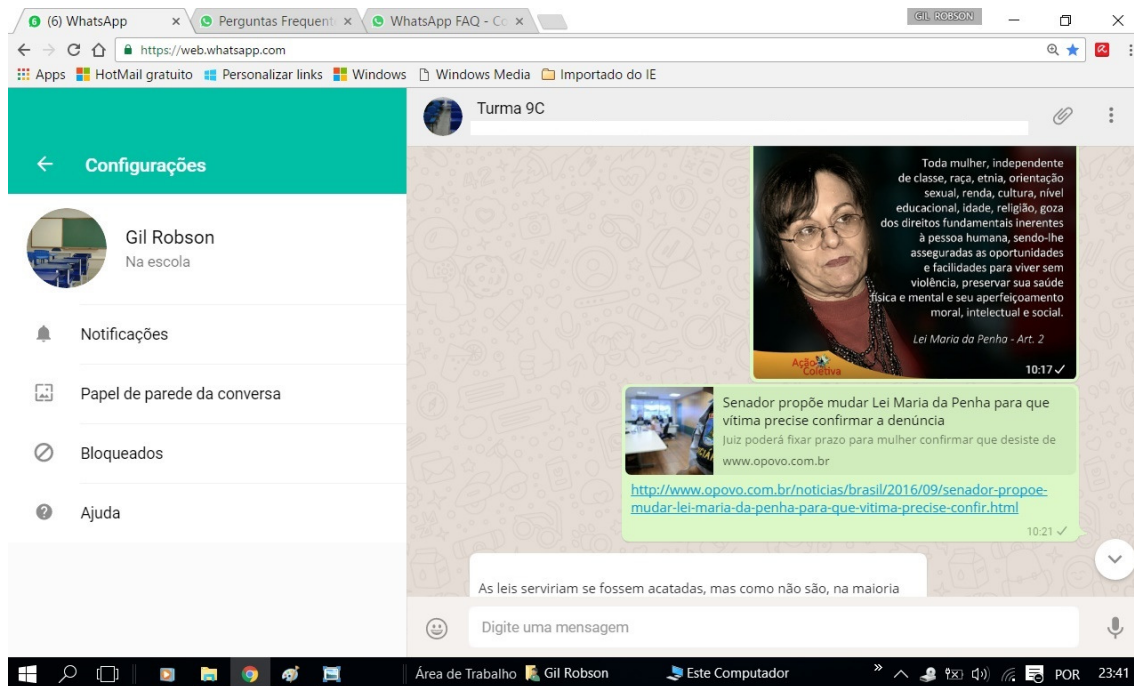 (6) WhatsApp
Perguntas Frequent
WhatsApp FAQ - Co
GIL ROBSON
https://web.whatsapp.com
Apps
HotMail gratuito
Personalizar links
Windows
Windows Media
Importado do IE
Configurações
Gil Robson
Na escola
Notificações
Papel de parede da conversa
Bloqueados
Ajuda
Turma 9C
Toda mulher, independente
de classe, raça, etnia, orientação
sexual, renda, cultura, nível
educacional, idade, religião, goza
dos direitos fundamentais inerentes
à pessoa humana, sendo-lhe
asseguradas as oportunidades
e facilidades para viver sem
violência, preservar sua saúde
física e mental e seu aperfeiçoamento
moral, intelectual e social.
Lei Maria da Penha - Art. 2
Ação
Coletiva
10:17
Senador propõe mudar Lei Maria da Penha para que
vítima precise confirmar a denúncia
Juiz poderá fixar prazo para mulher confirmar que desiste de
www.opovo.com.br
http://www.opovo.com.br/noticias/brasil/2016/09/senador-propoe-
mudar-lei-maria-da-penha-para-que-vitima-precise-confir.html
10:21
As leis serviriam se fossem acatadas, mas como não são, na maioria
Digite uma mensagem
Área de Trabalho
Gil Robson
Este Computador
POR
23:41